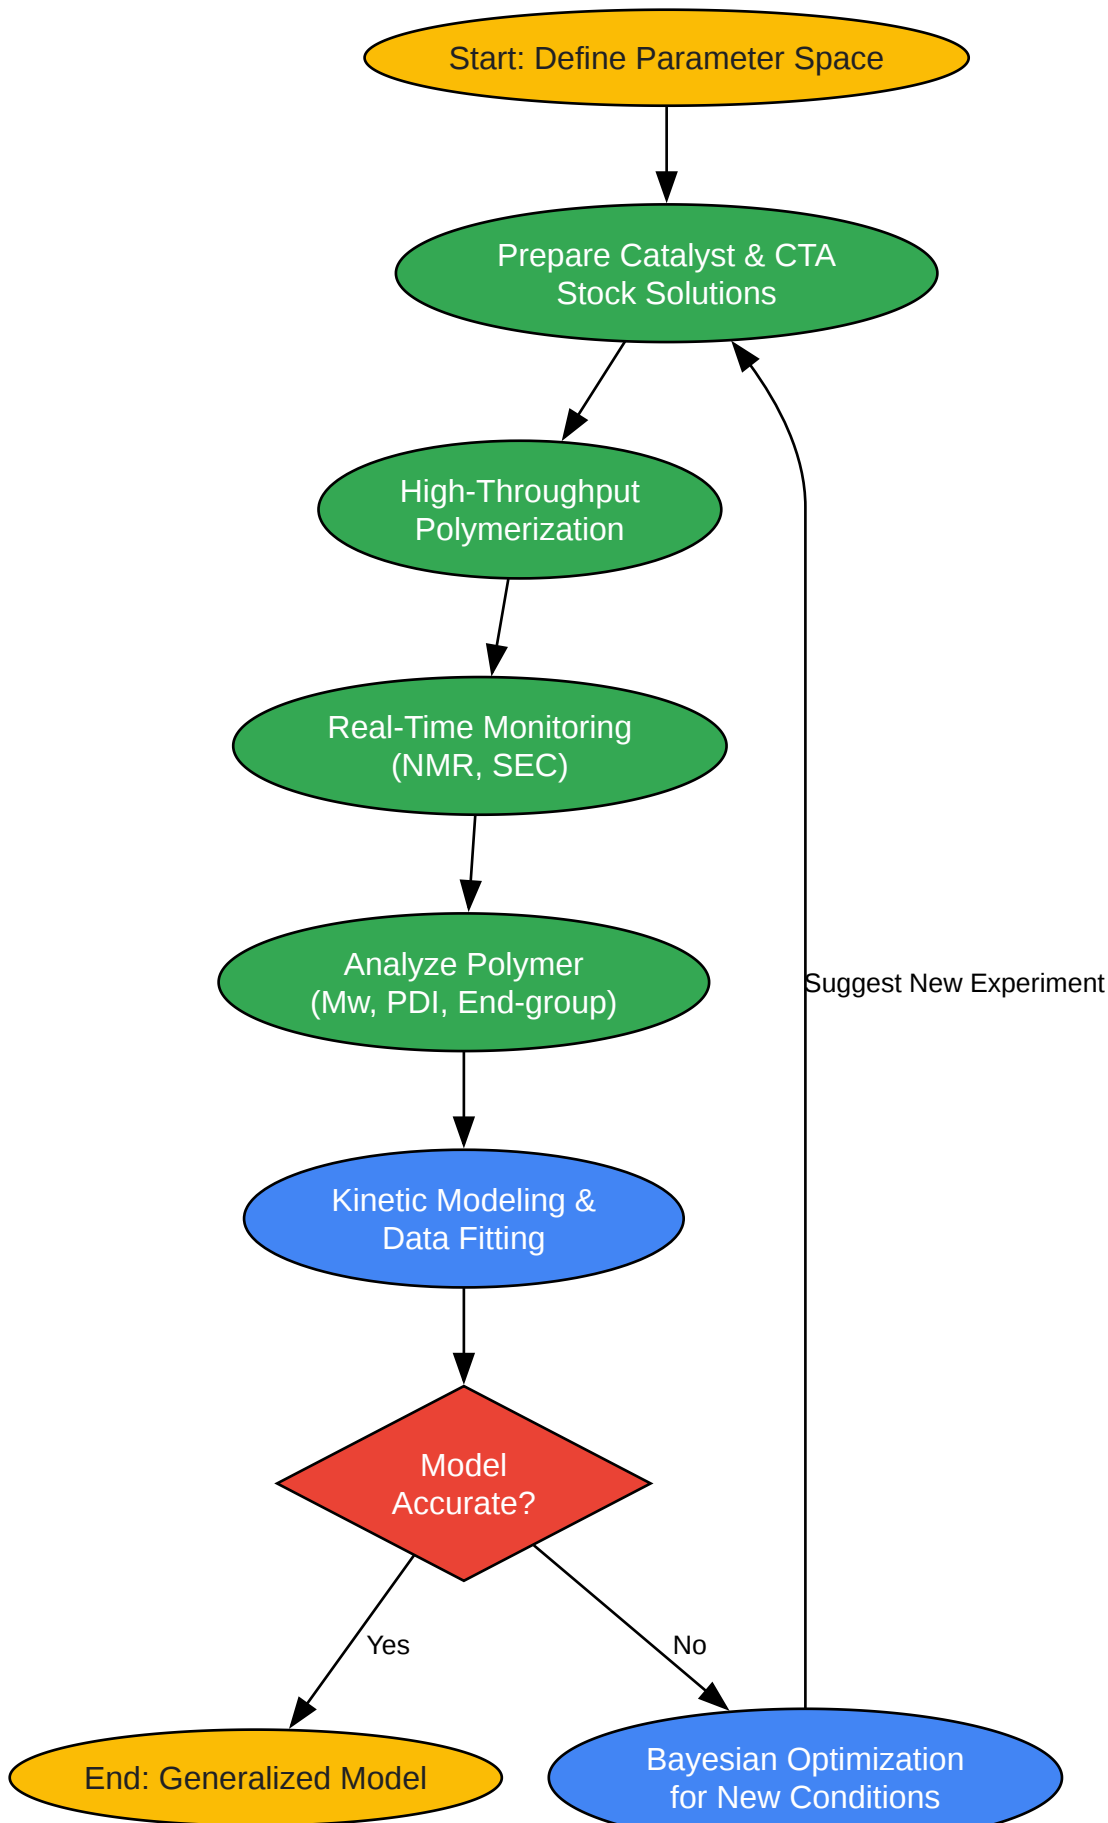 Start: Define Parameter Space
Prepare Catalyst & CTA
Stock Solutions
High-Throughput
Polymerization
Real-Time Monitoring
(NMR, SEC)
Analyze Polymer
(Mw, PDI, End-group)
Suggest New Experiment
Kinetic Modeling &
Data Fitting
Model
Accurate?
Yes
No
End: Generalized Model
Bayesian Optimization
for New Conditions